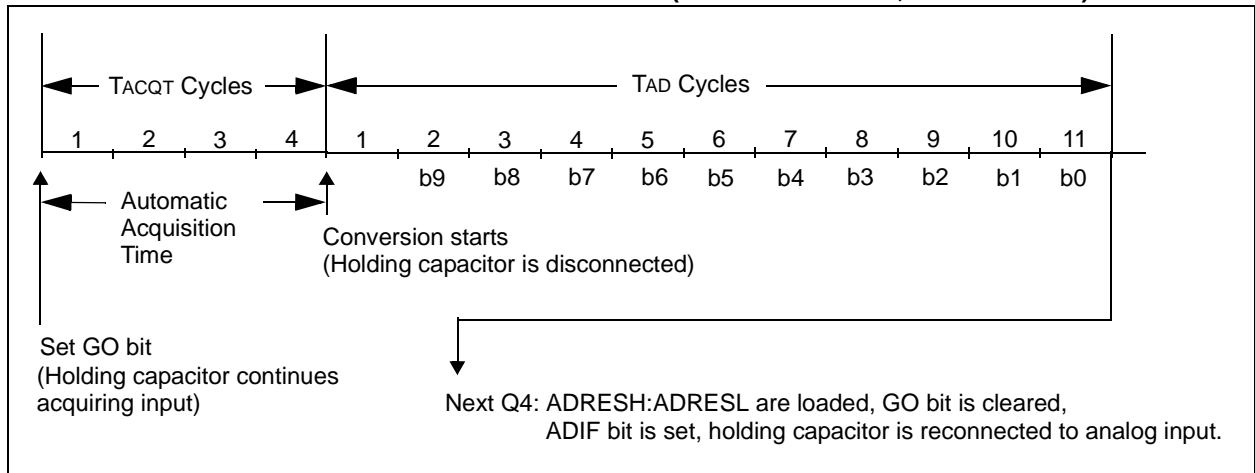 TACQT Cycles
TAD Cycles
1 2 3 4 1 2 3 4 5 6 7 8 9 10 11
b9 b8 b7 b6 b5 b4 b3 b2 b1 b0
Automatic
Acquisition
Time
Conversion starts
(Holding capacitor is disconnected)
Set GO bit
(Holding capacitor continues
acquiring input)
Next Q4: ADRESH:ADRESL are loaded, GO bit is cleared,
ADIF bit is set, holding capacitor is reconnected to analog input.